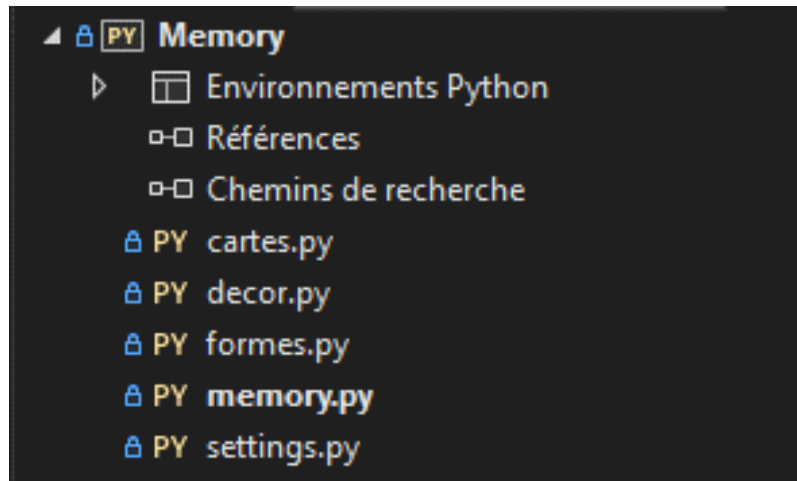 PY Memory
Environnements Python
Références
Chemins de recherche
PY cartes.py
PY decor.py
PY formes.py
PY memory.py
PY settings.py